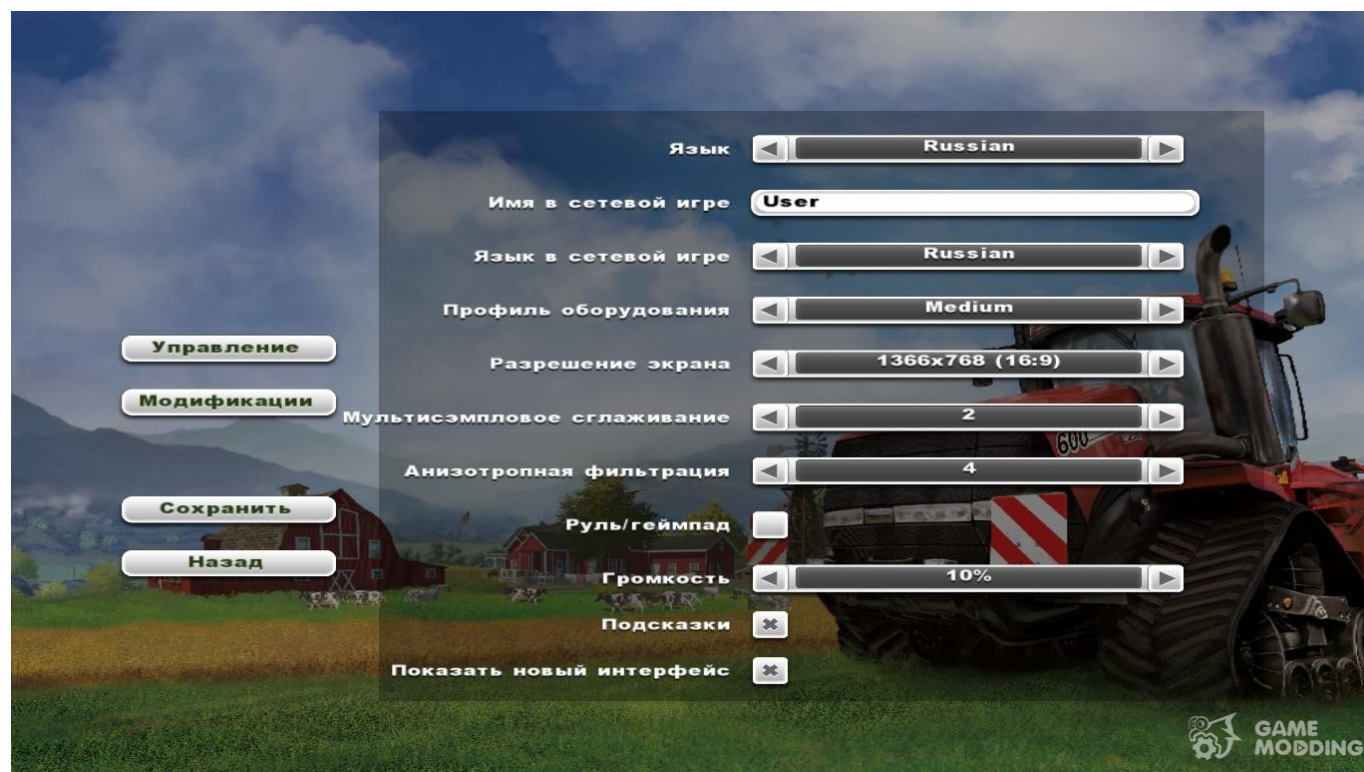 Язык Russian
Имя в сетевой игре User
Язык в сетевой игре Russian
Профиль оборудования Medium
Управление
Разрешение экрана 1366x768 (16:9)
Модификации
Мультисэмпловое сглаживание 2
600
Анизотропная фильтрация 4
Сохранить
Руль/геймпад
Назад
Громкость 10%
Подсказки
Показать новый интерфейс
GAME
MODDING